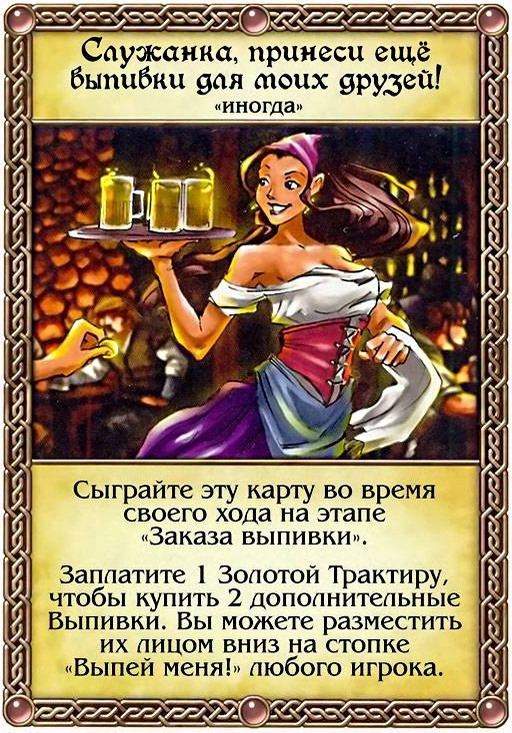 Служанка, принеси ещё
выпивки для моих друзей!
«иногда»
Сыграйте эту карту во время
своего хода на этапе
«Заказа выпивки».
Заплатите 1 Золотой Трактиру,
чтобы купить 2 дополнительные
Выпивки. Вы можете разместить
их лицом вниз на стопке
«Выпей меня!» любого игрока.